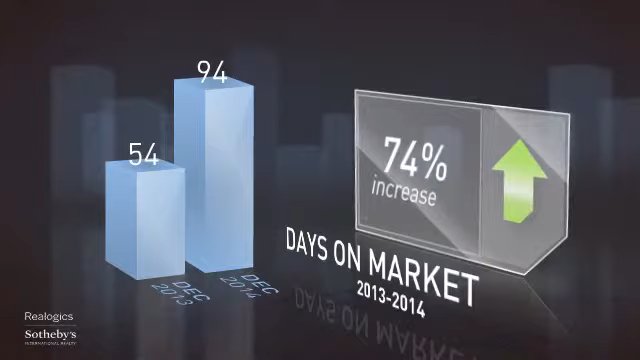 94
54
74%
increase
DAYS ON MARKET
2013-2014
DEC
2013
DEC
2014
Realogics
Sotheby's
INTERNATIONAL REALTY